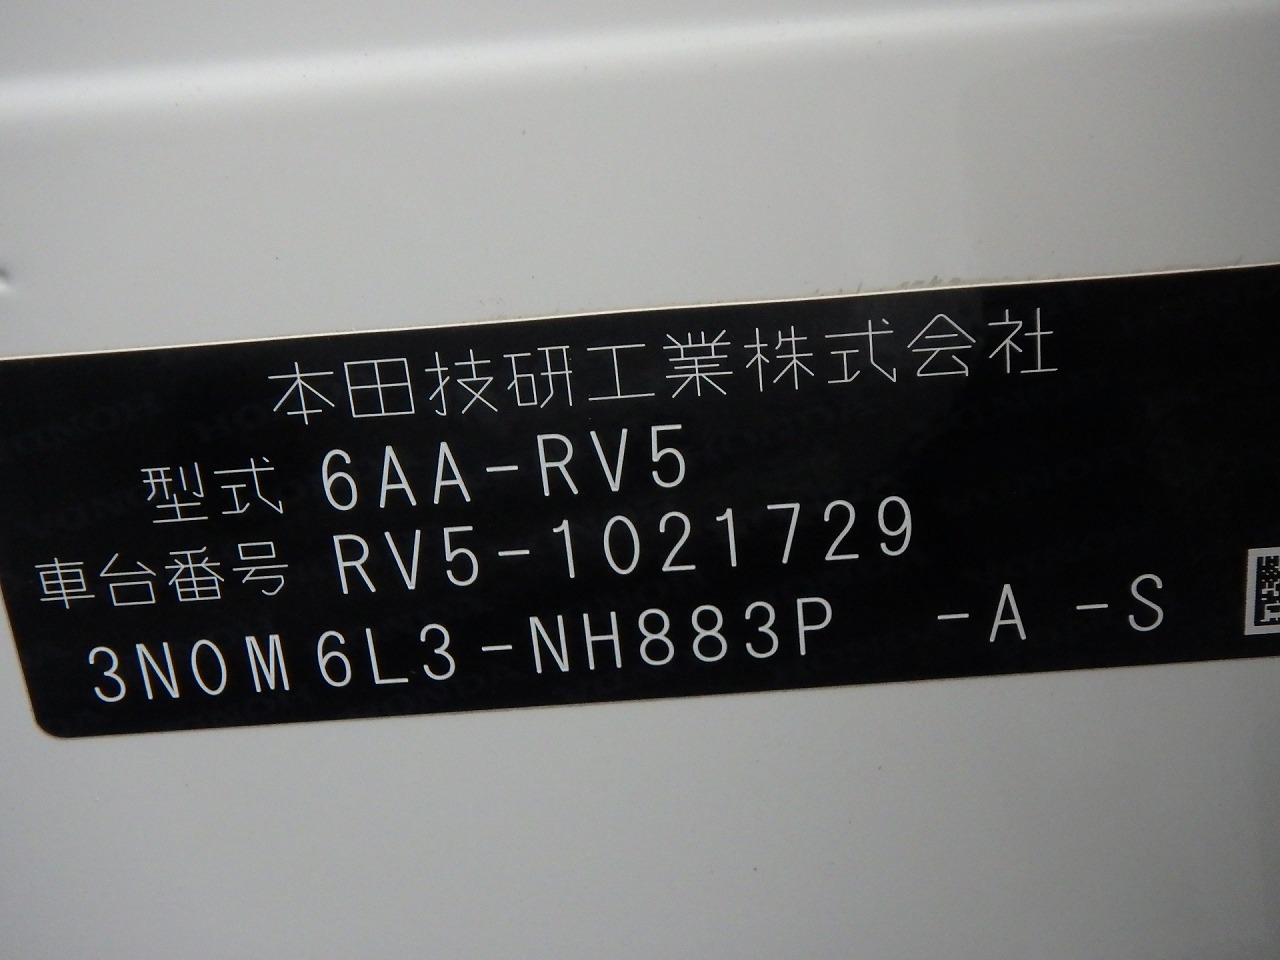 本田技研工業株式会社
型式 6AA-RV5
車台番号 RV5-1021729
3N0M6L3-NH883P -A -S